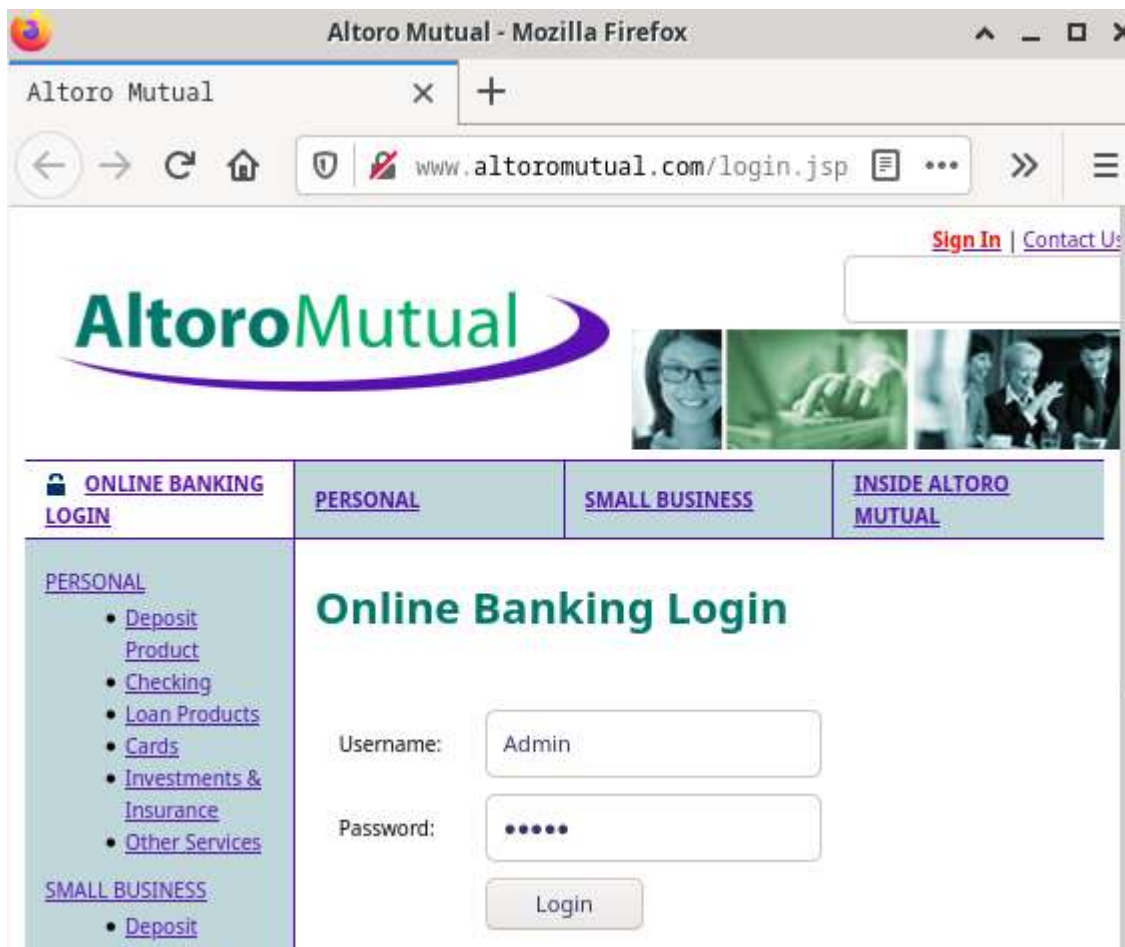 Altoro Mutual - Mozilla Firefox
Altoro Mutual
www.altoromutual.com/login.jsp
Sign In | Contact Us
AltoroMutual
ONLINE BANKING
LOGIN
PERSONAL
SMALL BUSINESS
INSIDE ALTORO
MUTUAL
PERSONAL
Deposit
Product
Checking
Loan Products
Cards
Investments &
Insurance
Other Services
SMALL BUSINESS
Deposit
Online Banking Login
Username: Admin
Password: •••••
Login